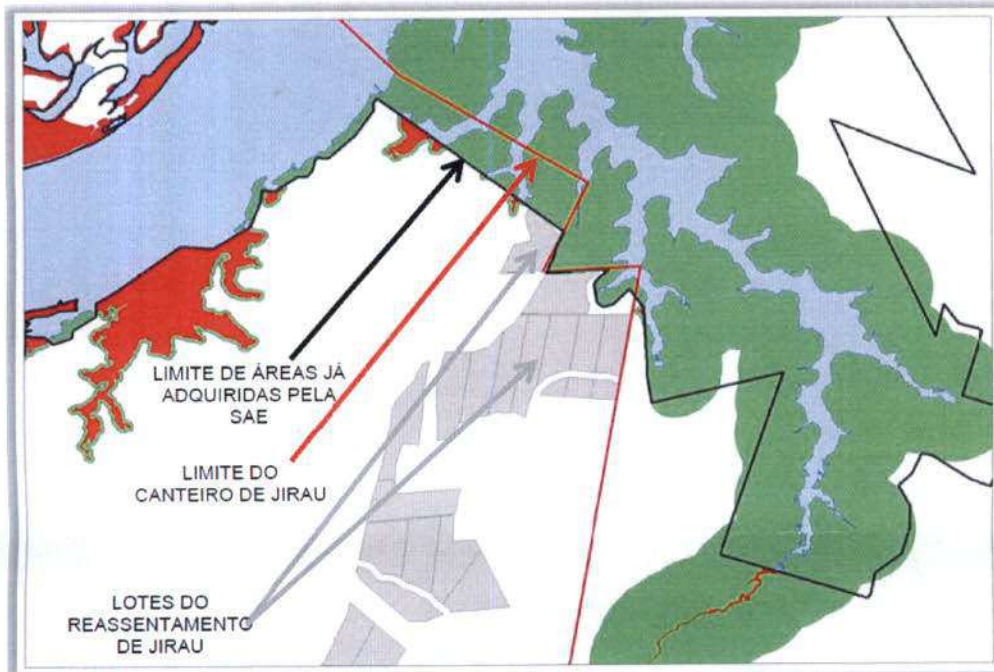 LIMITE DE ÁREAS JÁ
ADQUIRIDAS PELA
SAE
LIMITE DO
CANTEIRO DE JIRAU
LOTES DO
REASSENTAMENTO
DE JIRAU